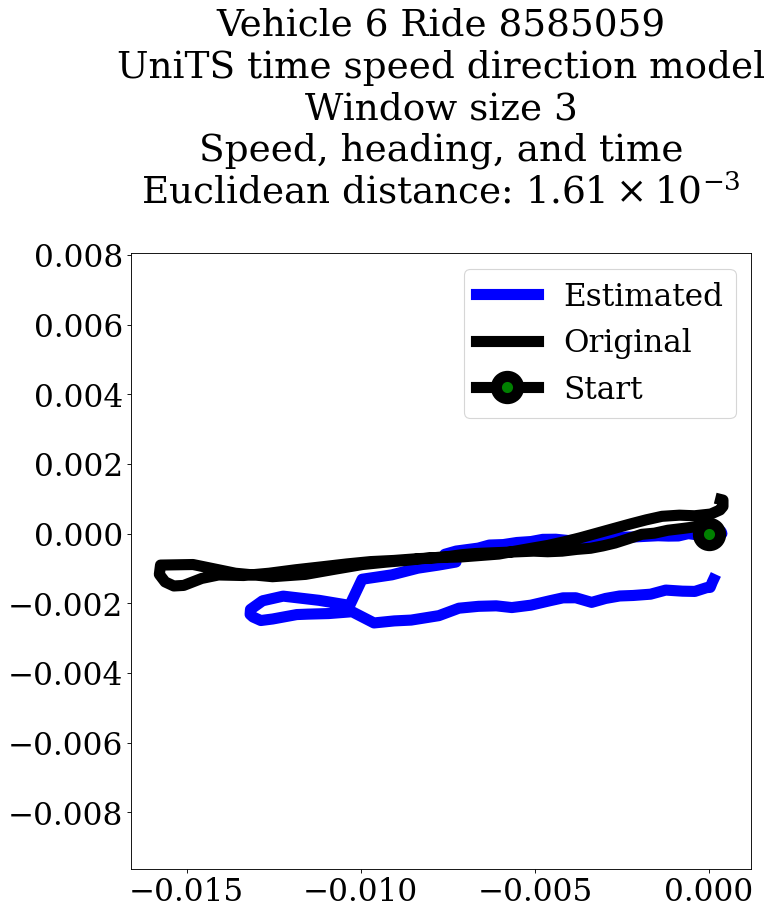 Vehicle 6 Ride 8585059
UniTS time speed direction model
Window size 3
Speed, heading, and time
Euclidean distance: 1.61 × 10⁻³
0.008
0.006
0.004
0.002
0.000
−0.002
−0.004
−0.006
−0.008
Estimated
Original
Start
−0.015
−0.010
−0.005
0.000